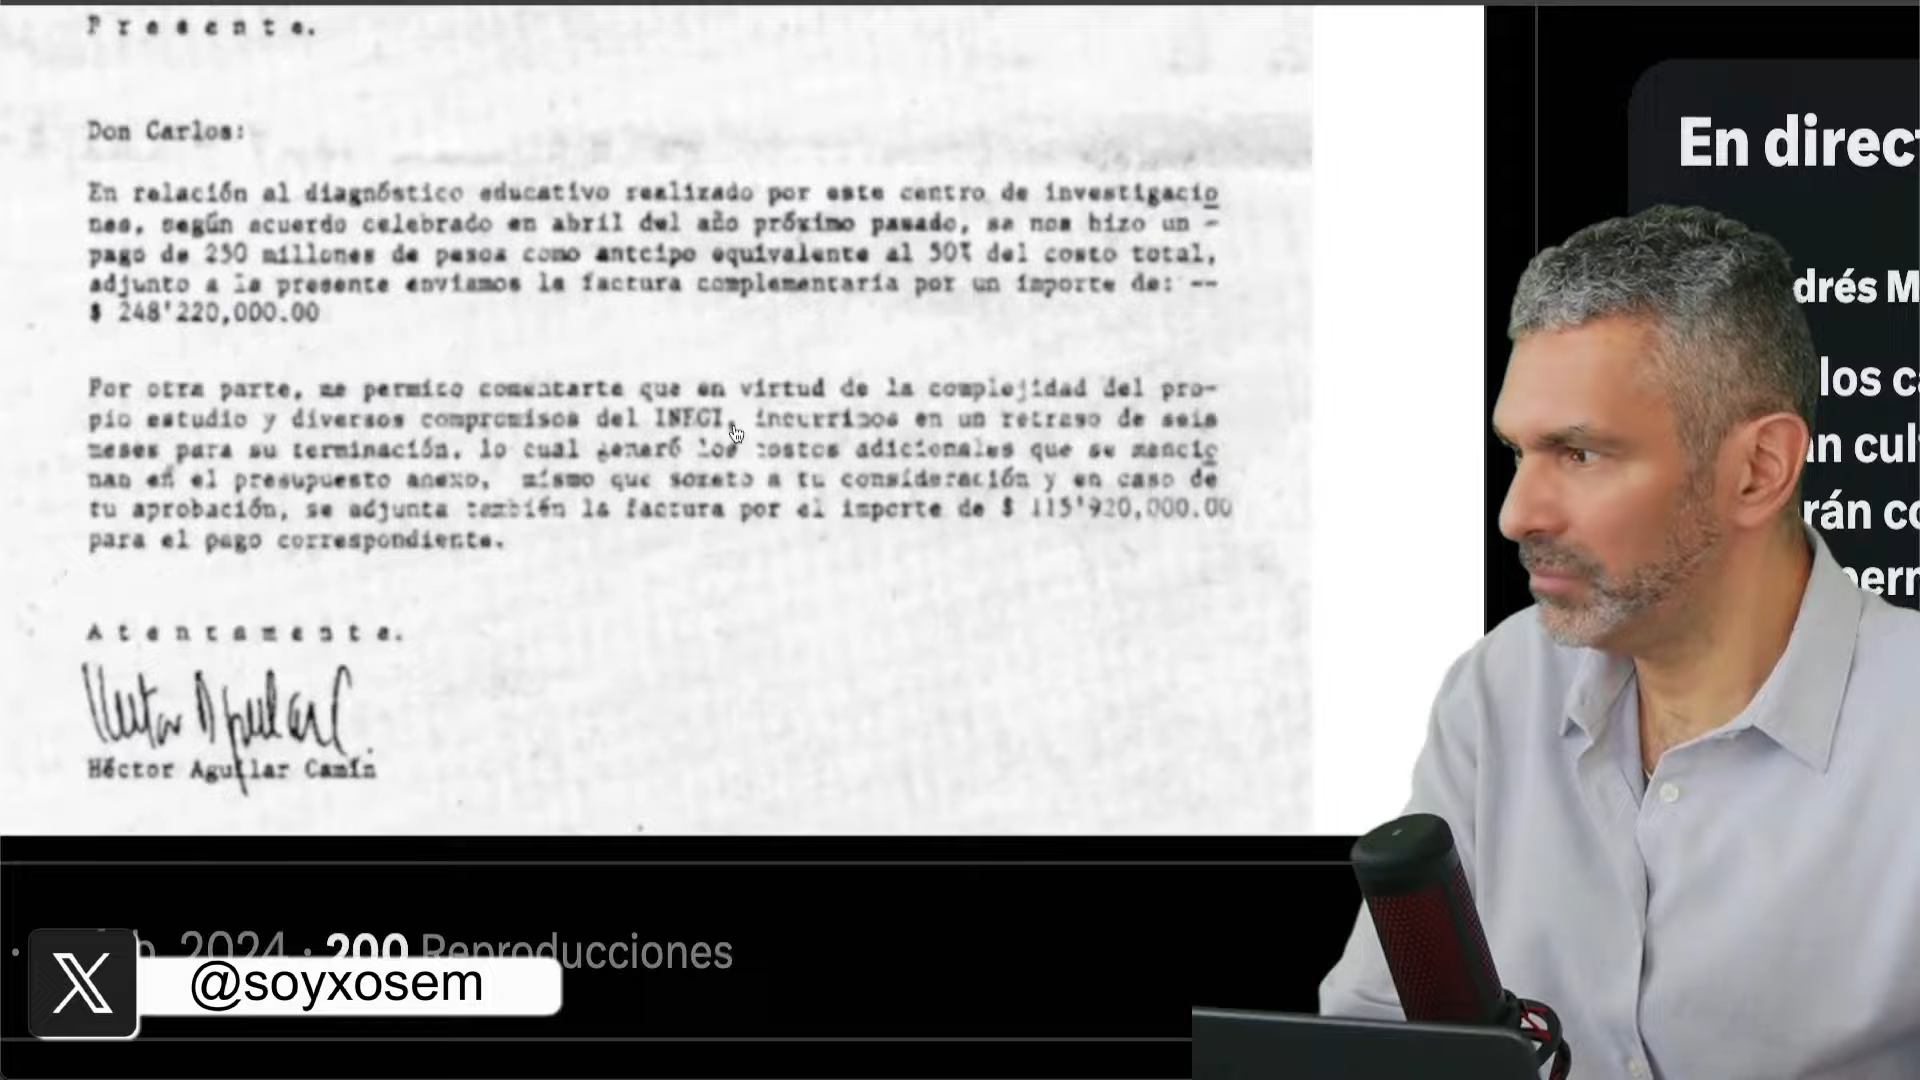 Presente.
Don Carlos:
En relación al diagnóstico educativo realizado por este centro de investigacio
nes, según acuerdo celebrado en abril del año próximo pasado, se nos hizo un -
pago de 250 millones de pesos como antcipo equivalente al 50% del costo total,
adjunto a la presente enviamos la factura complementaria por un importe de: --
$ 248'220,000.00
Por otra parte, me permito comentarte que en virtud de la complejidad del pro-
pio estudio y diversos compromisos del INEGI, incurrimos en un retraso de seis
meses para su terminación, lo cual generó los costos adicionales que se mencio
nan en el presupuesto anexo, mismo que someto a tu consideración y en caso de
tu aprobación, se adjunta también la factura por el importe de $ 115'920,000.00
para el pago correspondiente.
Atentamente.
Héctor Aguilar Camín
Héctor Aguilar Camín
En direc
drés M
los c
an cul
rán co
perm
b. 2024 · 200 Reproducciones
X @soyxosem